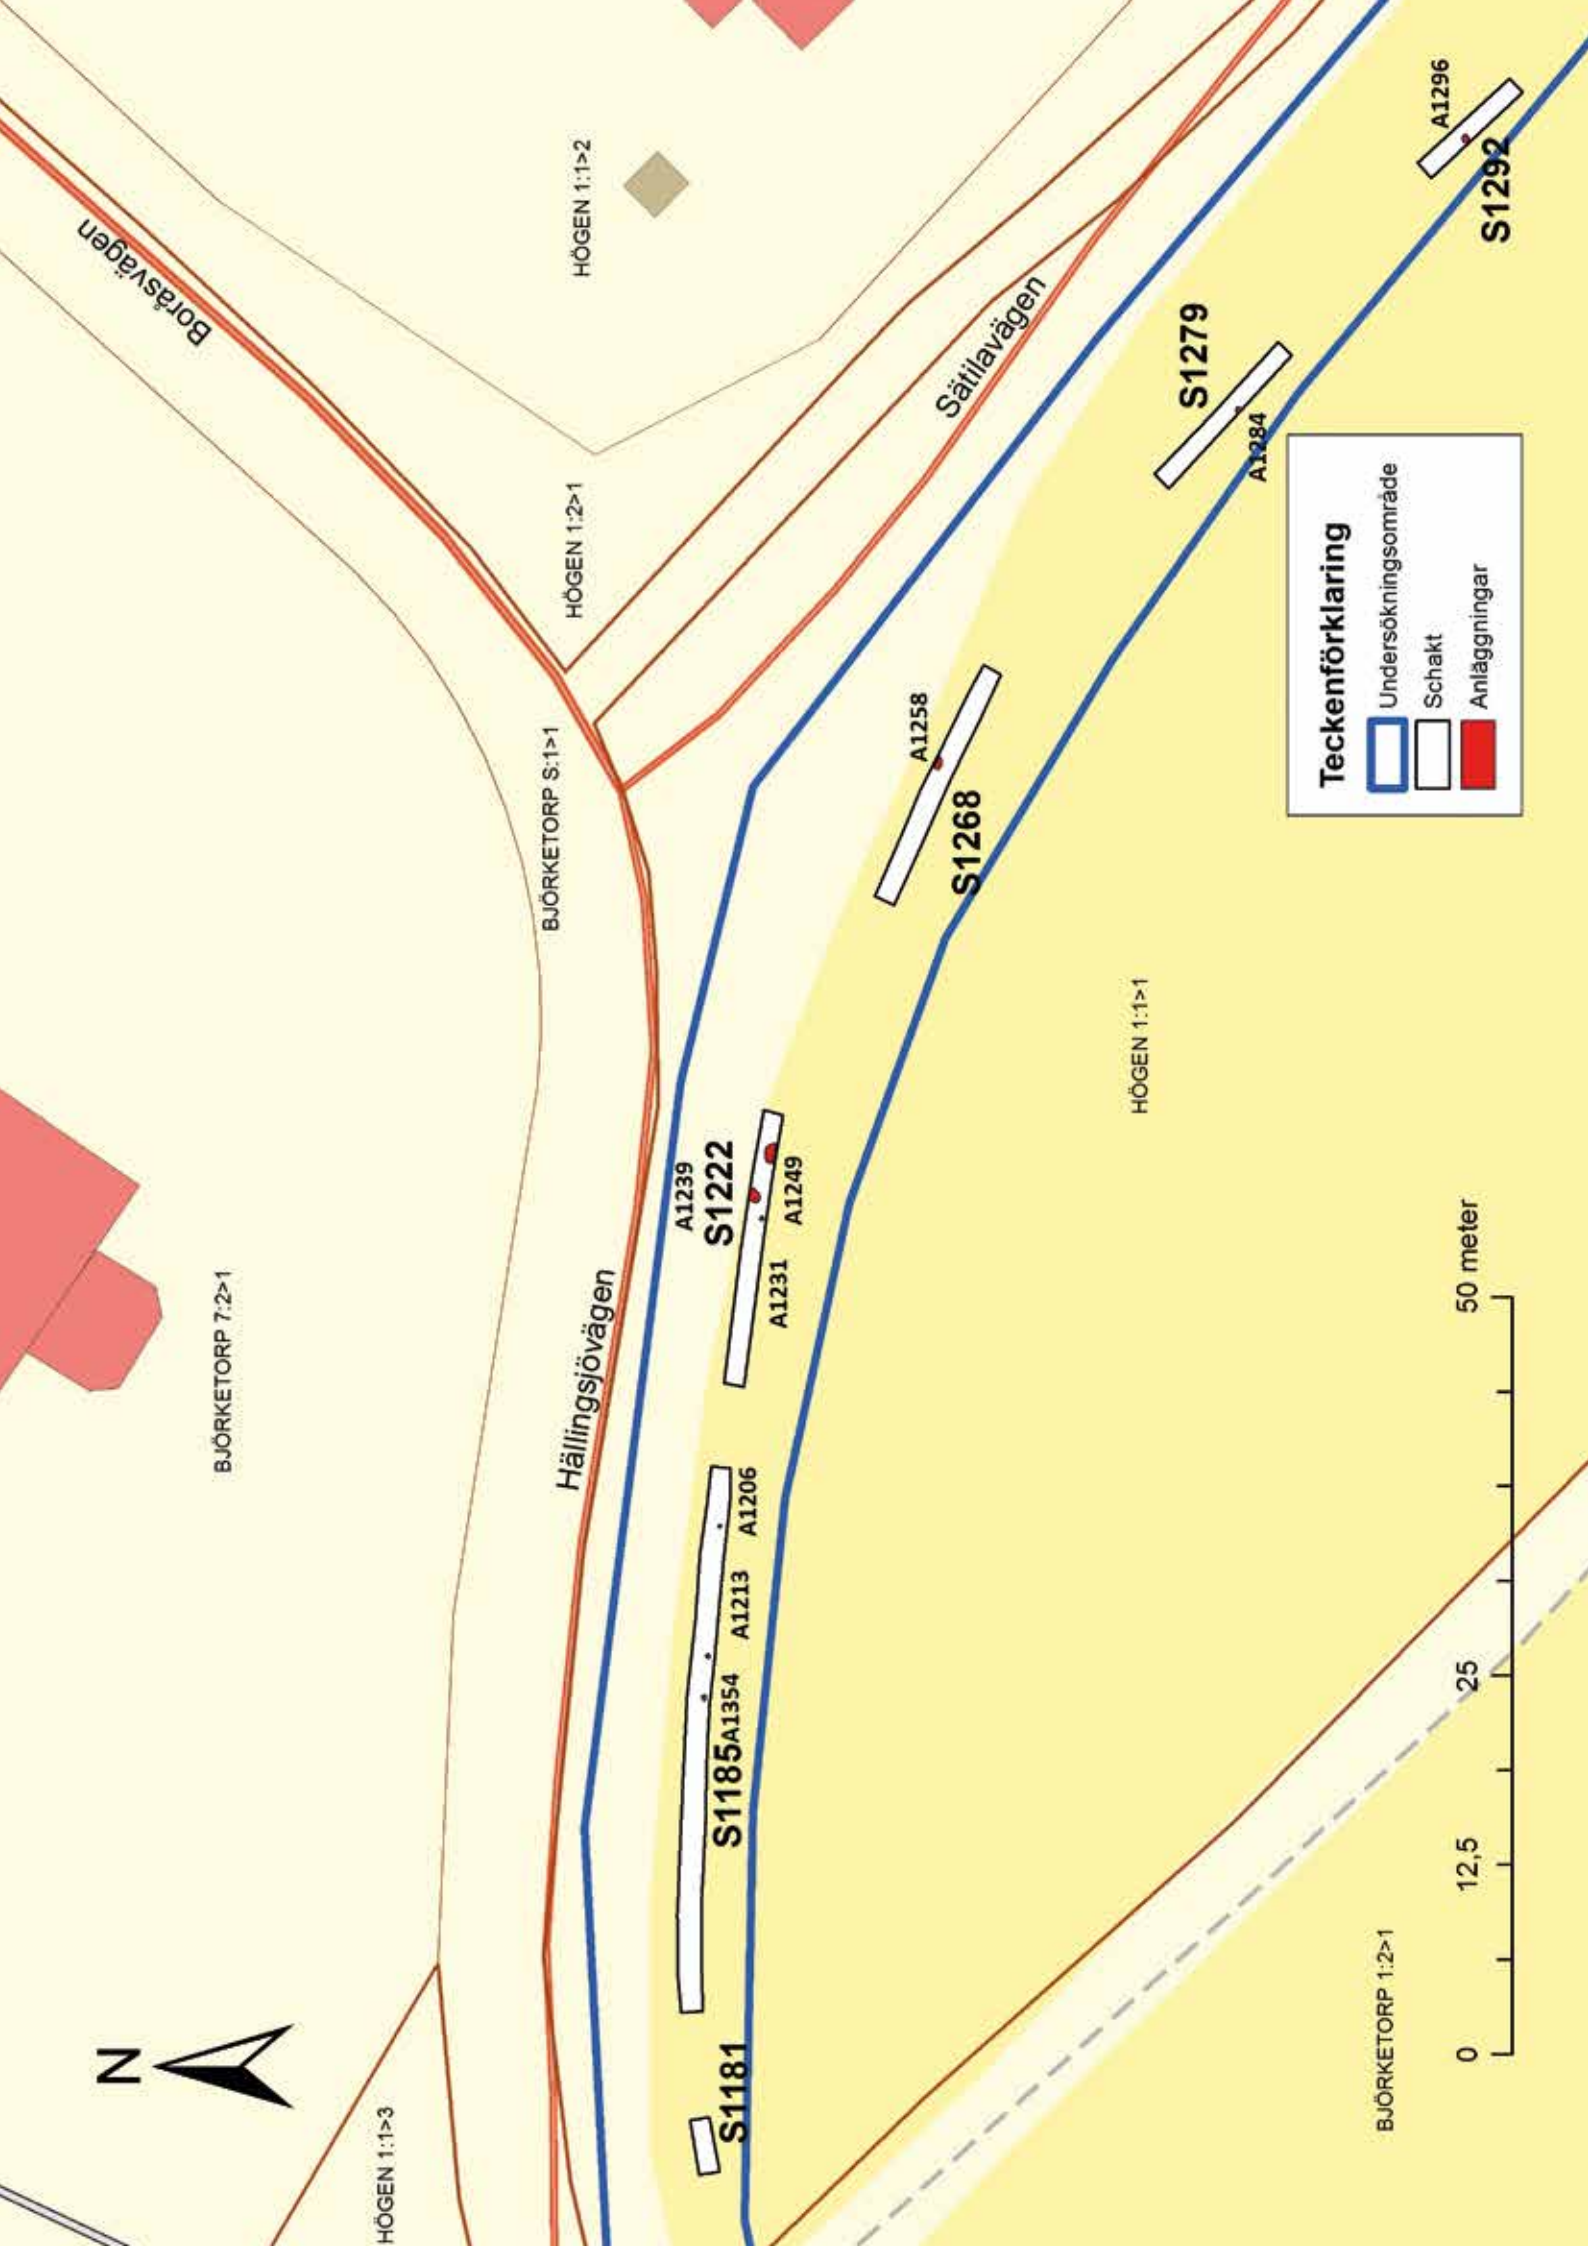 N
HÖGEN 1:1>3
BJÖRKETORP 7:2>1
Boråsvägen
Hällingsjövägen
BJÖRKETORP S:1>1
HÖGEN 1:2>1
HÖGEN 1:1>2
Sätilavägen
S1181
S1185
A1354
A1213
A1206
A1239
S1222
A1231
A1249
A1258
S1268
S1279
A1284
A1296
S1292
HÖGEN 1:1>1
BJÖRKETORP 1:2>1
0
12,5
25
50 meter
Teckenförklaring
Undersökningsområde
Schakt
Anläggningar